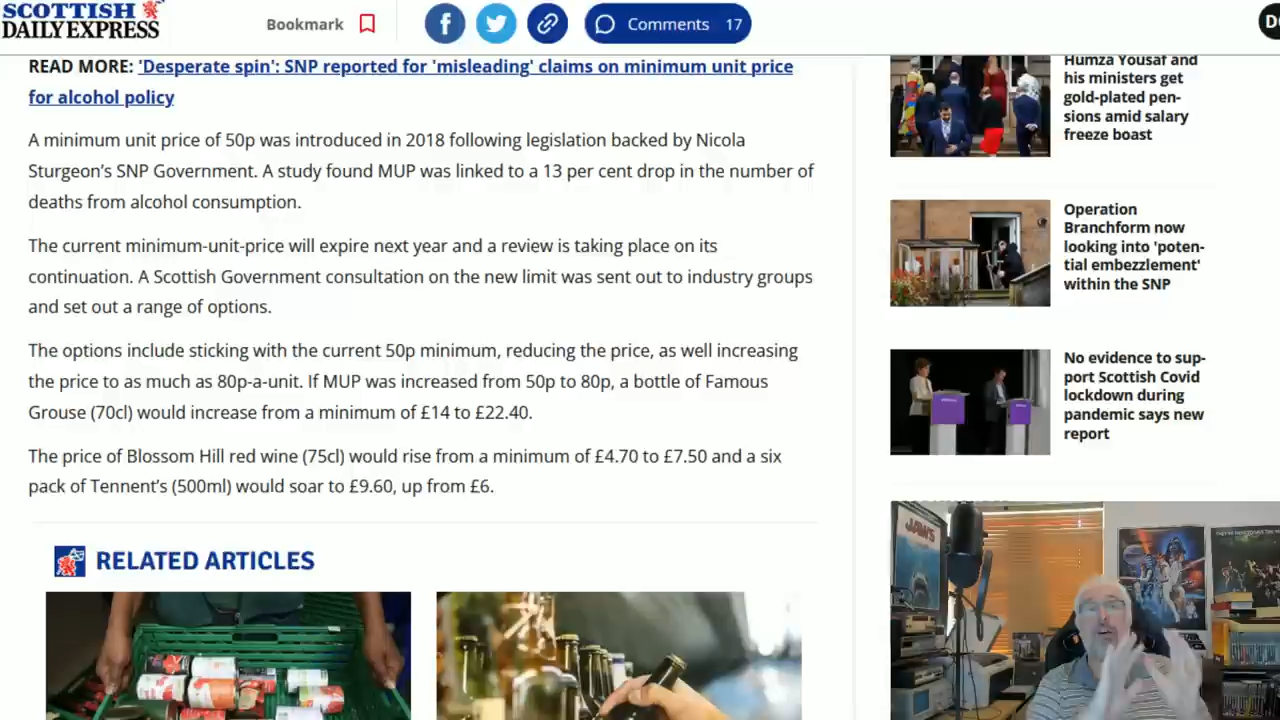 SCOTTISH
DAILY EXPRESS
Bookmark
Comments 17
READ MORE: 'Desperate spin': SNP reported for 'misleading' claims on minimum unit price
for alcohol policy
A minimum unit price of 50p was introduced in 2018 following legislation backed by Nicola
Sturgeon's SNP Government. A study found MUP was linked to a 13 per cent drop in the number of
deaths from alcohol consumption.
The current minimum-unit-price will expire next year and a review is taking place on its
continuation. A Scottish Government consultation on the new limit was sent out to industry groups
and set out a range of options.
The options include sticking with the current 50p minimum, reducing the price, as well increasing
the price to as much as 80p-a-unit. If MUP was increased from 50p to 80p, a bottle of Famous
Grouse (70cl) would increase from a minimum of £14 to £22.40.
The price of Blossom Hill red wine (75cl) would rise from a minimum of £4.70 to £7.50 and a six
pack of Tennent's (500ml) would soar to £9.60, up from £6.
RELATED ARTICLES
Humza Yousaf and
his ministers get
gold-plated pen-
sions amid salary
freeze boast
Operation
Branchform now
looking into 'poten-
tial embezzlement'
within the SNP
No evidence to sup-
port Scottish Covid
lockdown during
pandemic says new
report
JAWS